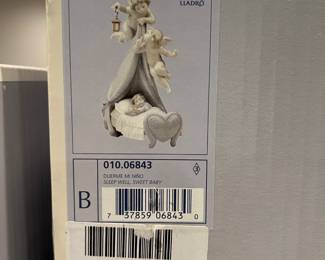 LLADRÓ
010.06843
DUERME MI NIÑO
SLEEP WELL, SWEET BABY
B
7 37859 06843 0